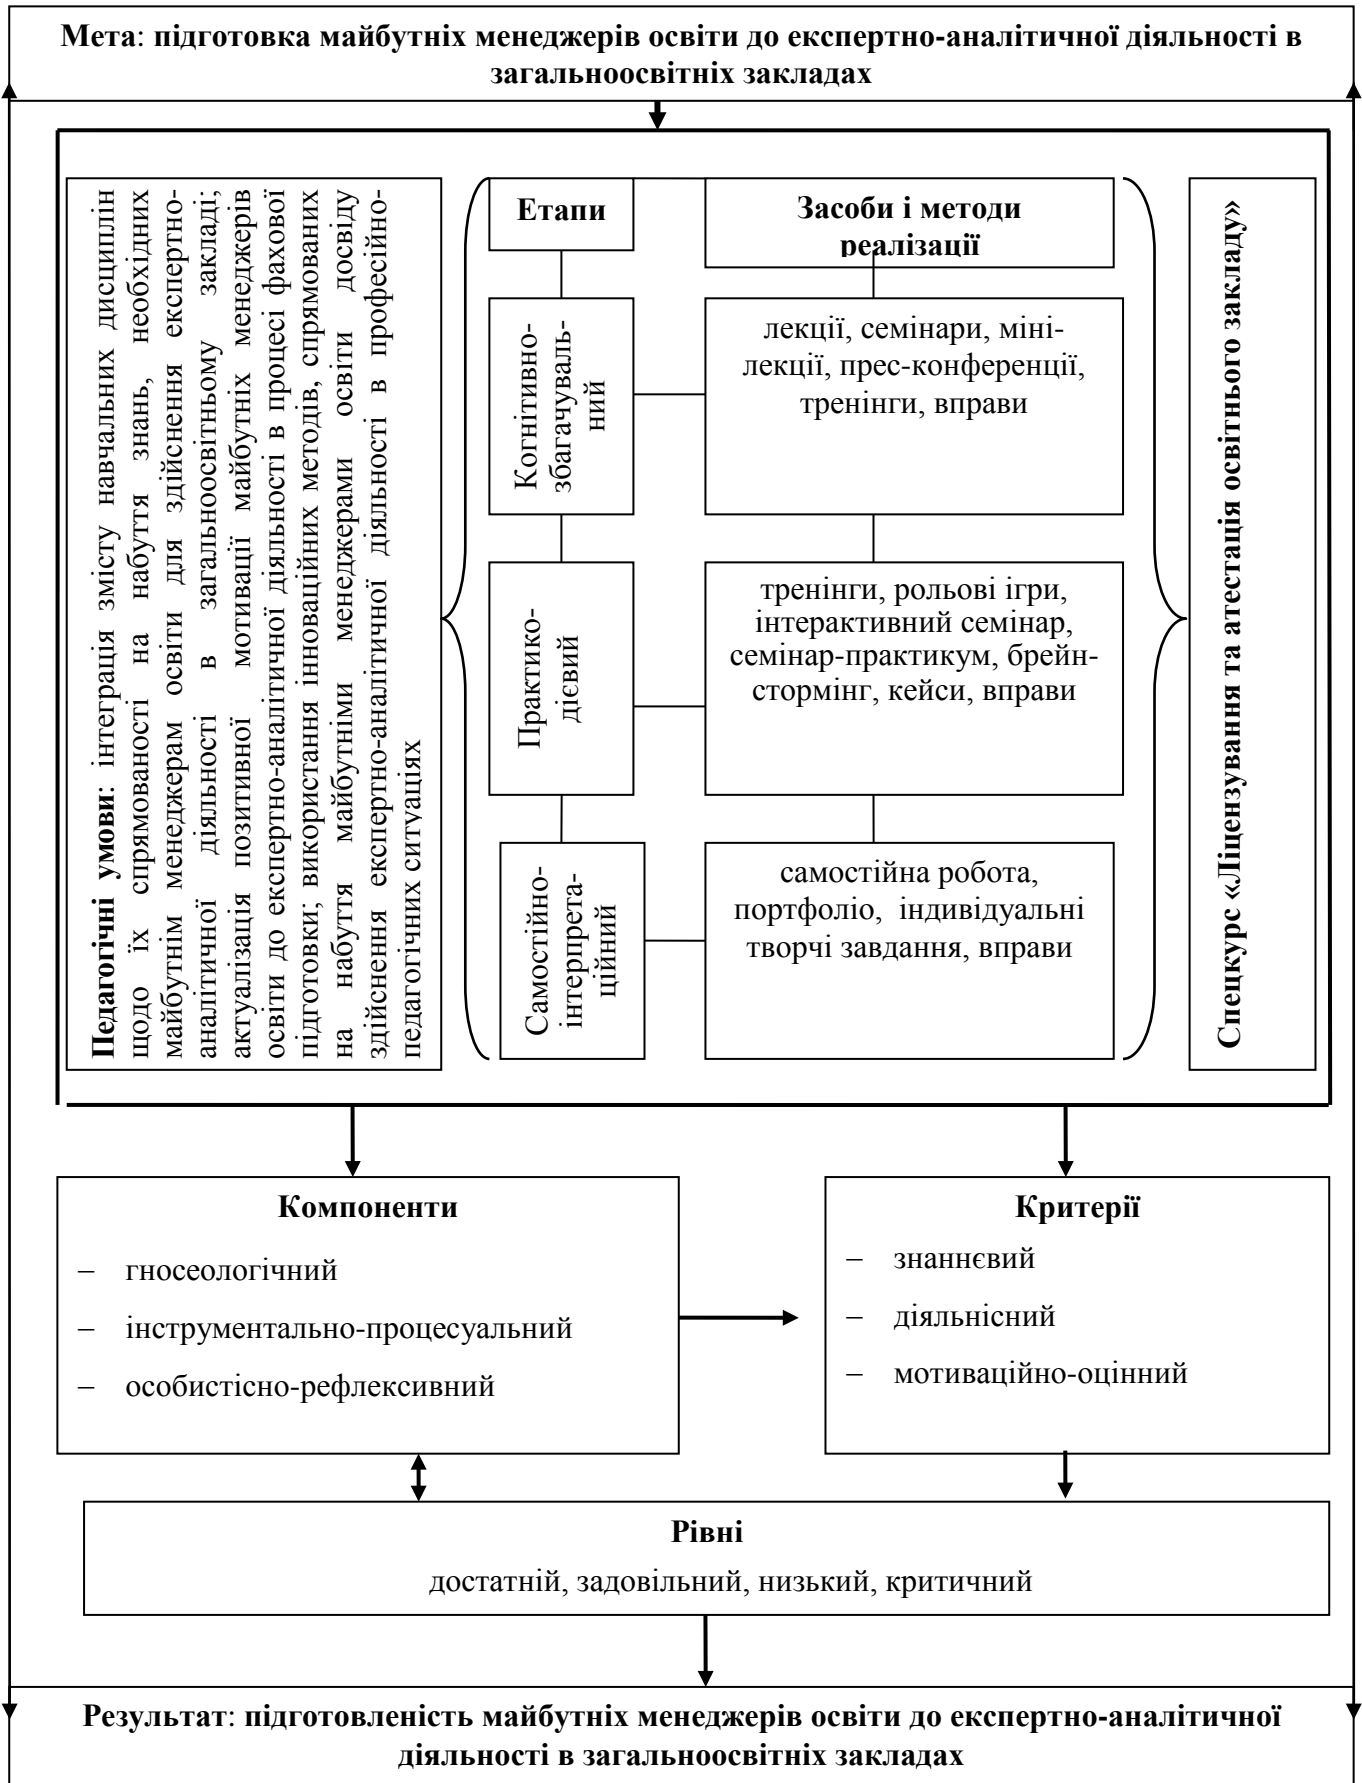 Мета: підготовка майбутніх менеджерів освіти до експертно-аналітичної діяльності в
загальноосвітніх закладах
Педагогічні умови: інтеграція змісту навчальних дисциплін
щодо їх спрямованості на набуття знань, необхідних
майбутнім менеджерам освіти для здійснення експертно-
аналітичної діяльності в загальноосвітньому закладі;
актуалізація позитивної мотивації майбутніх менеджерів
освіти до експертно-аналітичної діяльності в процесі фахової
підготовки; використання інноваційних методів, спрямованих
на набуття майбутніми менеджерами освіти досвіду
здійснення експертно-аналітичної діяльності в професійно-
педагогічних ситуаціях
Етапи
Засоби і методи
реалізації
Когнітивно-
збагачуваль-
ний
лекції, семінари, міні-
лекції, прес-конференції,
тренінги, вправи
Практико-
дієвий
тренінги, рольові ігри,
інтерактивний семінар,
семінар-практикум, брейн-
стормінг, кейси, вправи
Самостійно-
інтерпрета-
ційний
самостійна робота,
портфоліо, індивідуальні
творчі завдання, вправи
Спецкурс «Ліцензування та атестація освітнього закладу»
Компоненти
– гносеологічний
– інструментально-процесуальний
– особистісно-рефлексивний
Критерії
– знаннєвий
– діяльнісний
– мотиваційно-оцінний
Рівні
достатній, задовільний, низький, критичний
Результат: підготовленість майбутніх менеджерів освіти до експертно-аналітичної
діяльності в загальноосвітніх закладах